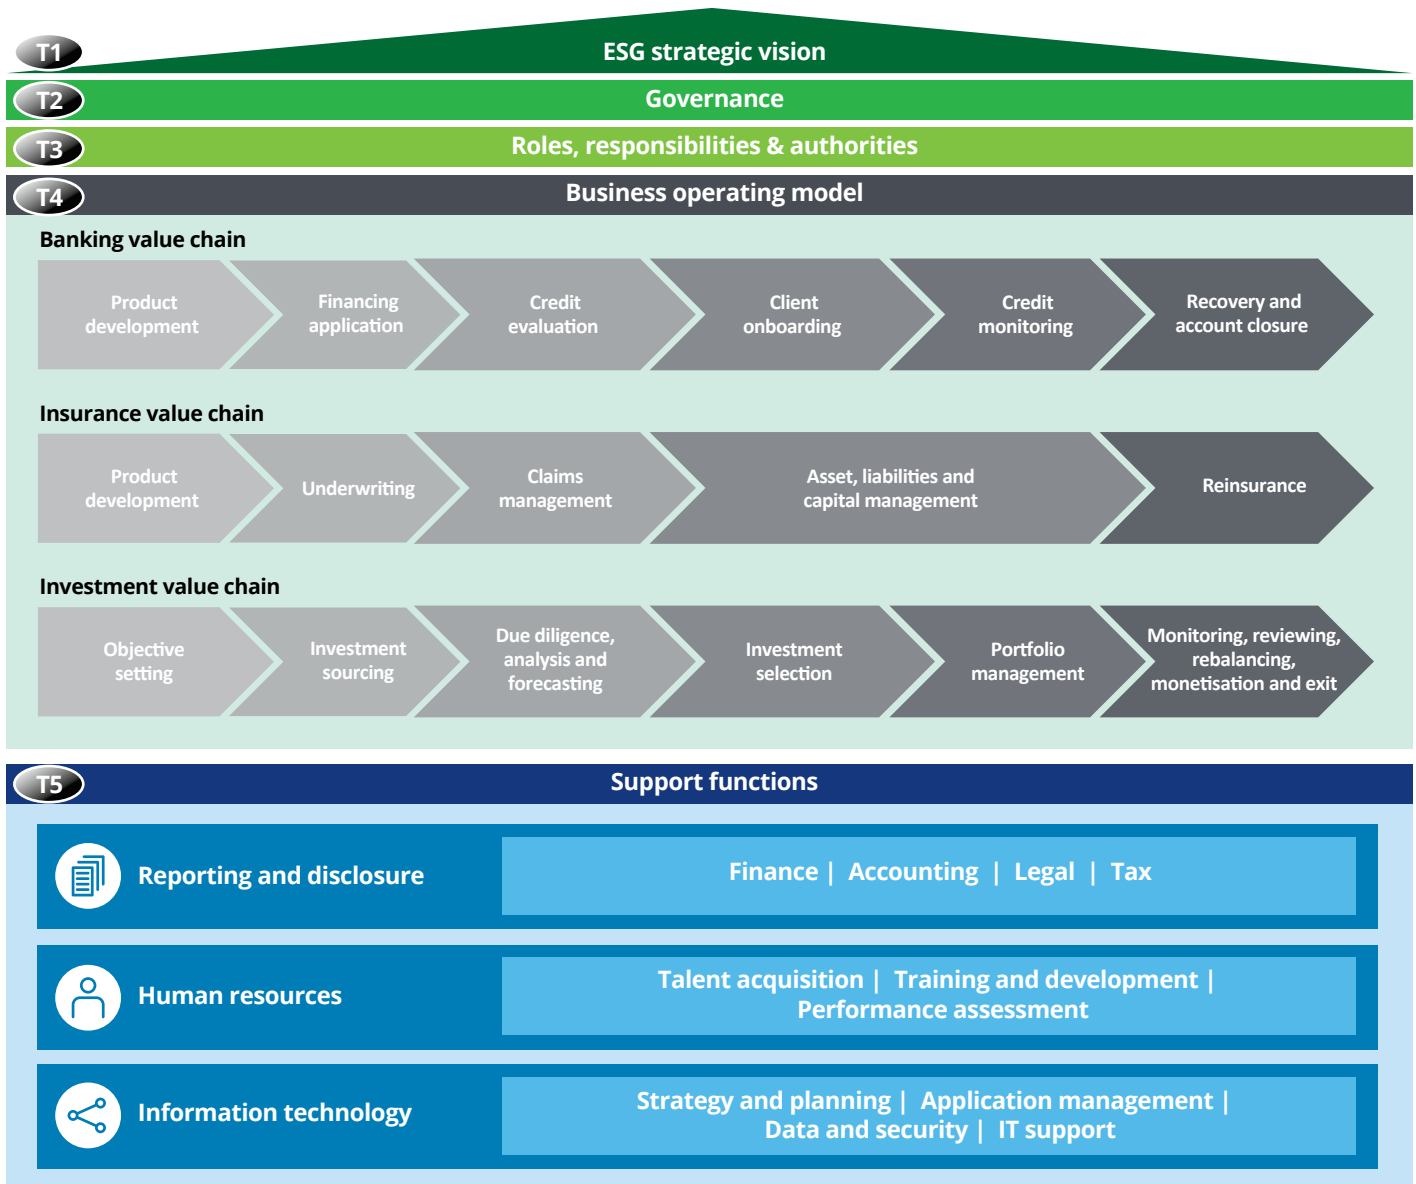 T1
ESG strategic vision
T2
Governance
T3
Roles, responsibilities & authorities
T4
Business operating model
Banking value chain
Product
development
Financing
application
Credit
evaluation
Client
onboarding
Credit
monitoring
Recovery and
account closure
Insurance value chain
Product
development
Underwriting
Claims
management
Asset, liabilities and
capital management
Reinsurance
Investment value chain
Objective
setting
Investment
sourcing
Due diligence,
analysis and
forecasting
Investment
selection
Portfolio
management
Monitoring, reviewing,
rebalancing,
monetisation and exit
T5
Support functions
Reporting and disclosure
Finance | Accounting | Legal | Tax
Human resources
Talent acquisition | Training and development |
Performance assessment
Information technology
Strategy and planning | Application management |
Data and security | IT support